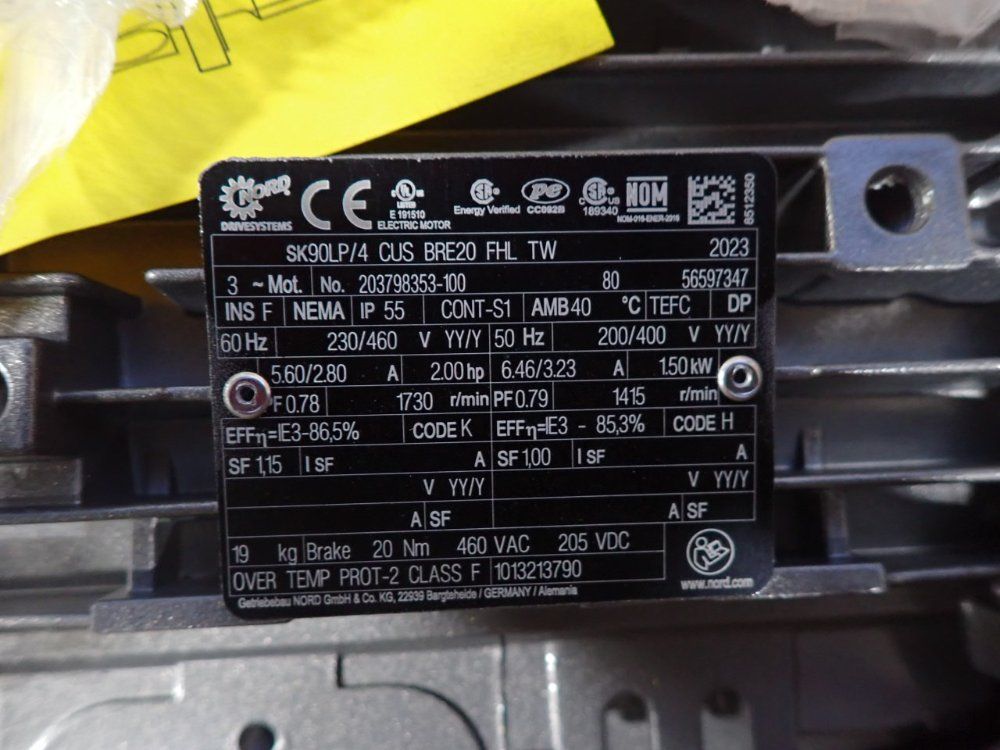 NORD
DRIVESYSTEMS
CE
UL
LISTED
E 191510
ELECTRIC MOTOR
Energy Verified
CC092B
189340
NOM
NOM-016-ENER-2016
8512350
SK90LP/4 CUS BRE20 FHL TW 2023
3 ~ Mot. No. 203798353-100 80 56597347
INS F NEMA IP 55 CONT-S1 AMB 40 °C TEFC DP
60 Hz 230/460 V YY/Y 50 Hz 200/400 V YY/Y
5.60/2.80 A 2.00 hp 6.46/3.23 A 1.50 kW
PF 0.78 1730 r/min PF 0.79 1415 r/min
EFFη=IE3-86,5% CODE K EFFη=IE3 - 85,3% CODE H
SF 1,15 I SF A SF 1,00 I SF A
V YY/Y V YY/Y
A SF A SF
19 kg Brake 20 Nm 460 VAC 205 VDC
OVER TEMP PROT-2 CLASS F 1013213790
www.nord.com
Getriebebau NORD GmbH & Co. KG, 22939 Bargteheide / GERMANY / Alemania